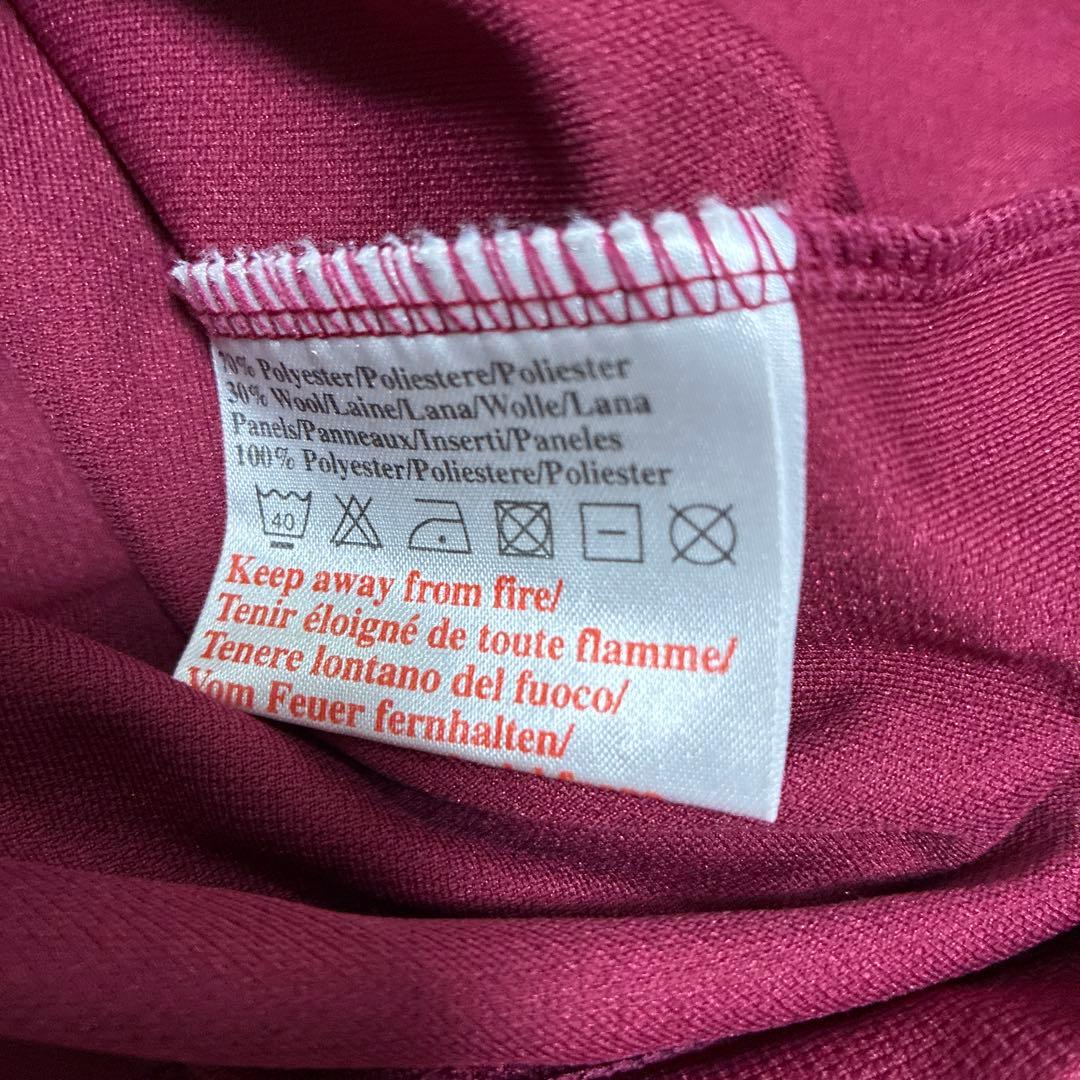 70% Polyester/Poliestere/Poliester
30% Wool/Laine/Lana/Wolle/Lana
Panels/Panneaux/Inserti/Paneles
100% Polyester/Poliestere/Poliester
40
Keep away from fire/
Tenir éloigné de toute flamme/
Tenere lontano del fuoco/
Vom Feuer fernhalten/